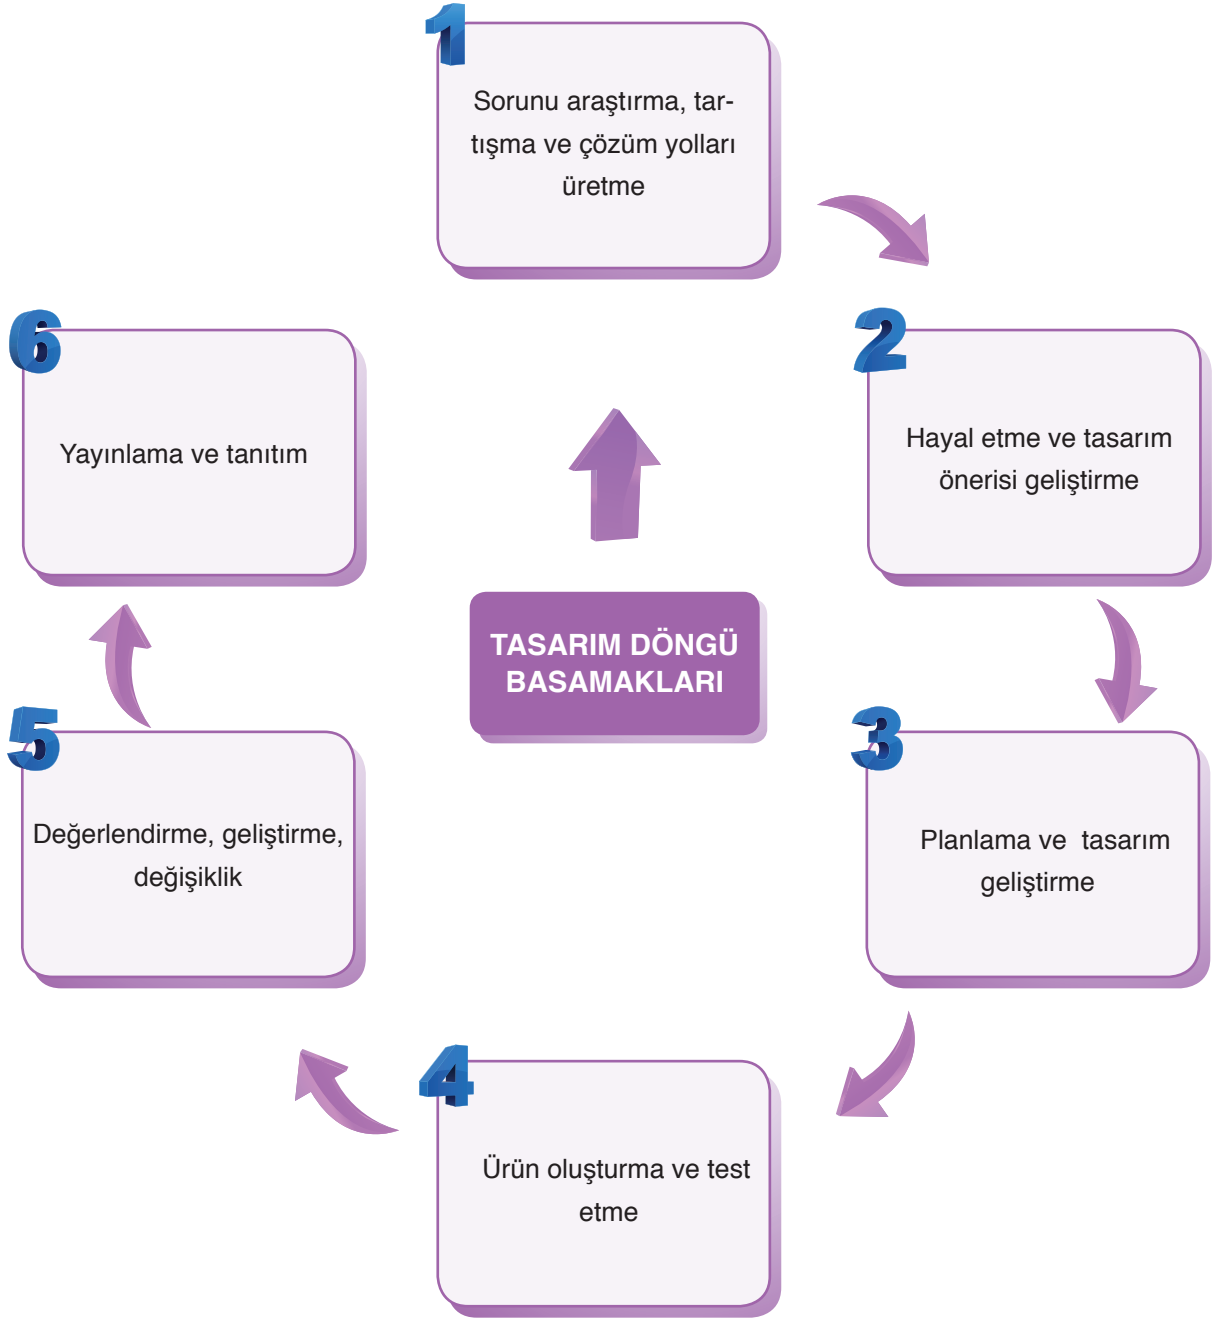 1
Sorunu araştırma, tar-
tışma ve çözüm yolları
üretme
2
Hayal etme ve tasarım
önerisi geliştirme
3
Planlama ve  tasarım
geliştirme
4
Ürün oluşturma ve test
etme
5
Değerlendirme, geliştirme,
değişiklik
6
Yayınlama ve tanıtım
TASARIM DÖNGÜ
BASAMAKLARI